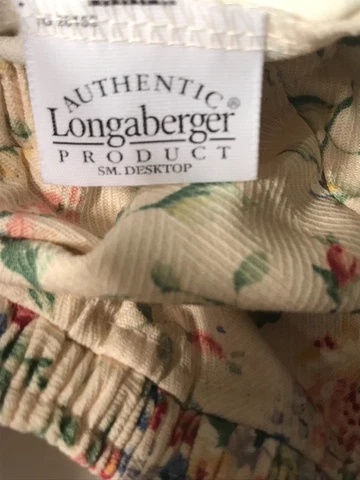 AUTHENTIC®
Longaberger
PRODUCT
SM. DESKTOP